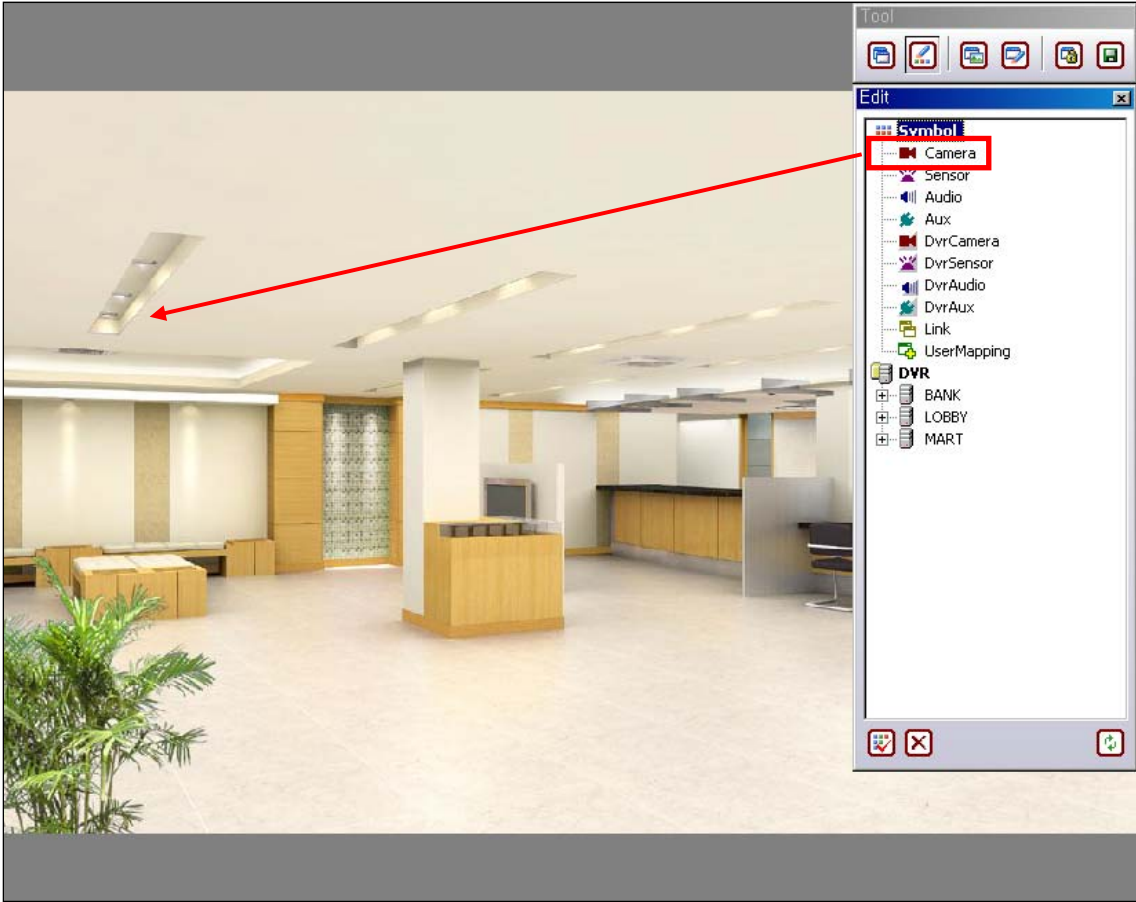 Tool
Edit
Symbol
Camera
Sensor
Audio
Aux
DvrCamera
DvrSensor
DvrAudio
DvrAux
Link
UserMapping
DVR
BANK
LOBBY
MART